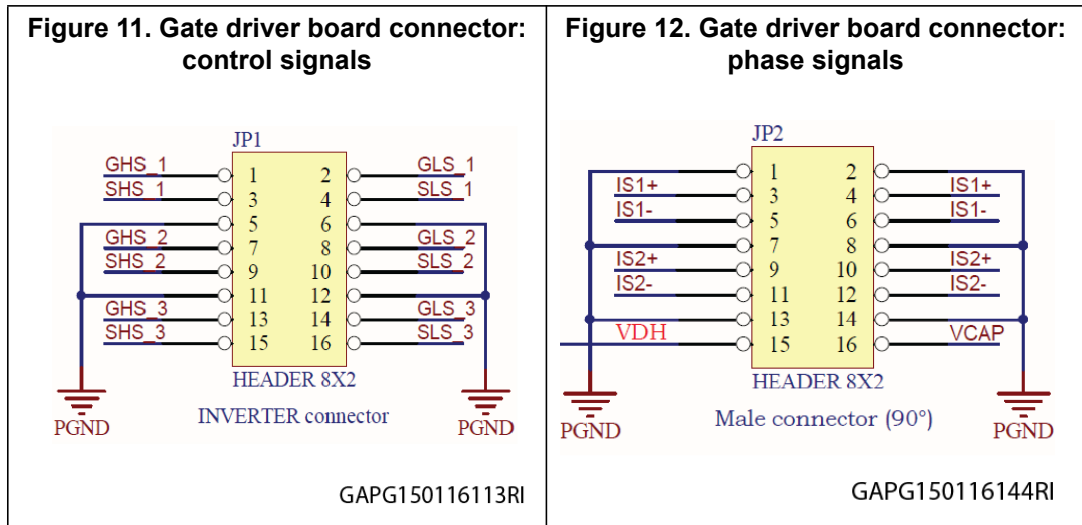 Figure 11. Gate driver board connector:
control signals
JP1
GHS_1 1 2 GLS_1
SHS_1 3 4 SLS_1
5 6
GHS_2 7 8 GLS_2
SHS_2 9 10 SLS_2
11 12
GHS_3 13 14 GLS_3
SHS_3 15 16 SLS_3
HEADER 8X2
INVERTER connector
PGND PGND
GAPG150116113RI
Figure 12. Gate driver board connector:
phase signals
JP2
1 2
IS1+ 3 4 IS1+
IS1- 5 6 IS1-
7 8
IS2+ 9 10 IS2+
IS2- 11 12 IS2-
13 14
VDH 15 16 VCAP
HEADER 8X2
Male connector (90°)
PGND PGND
GAPG150116144RI